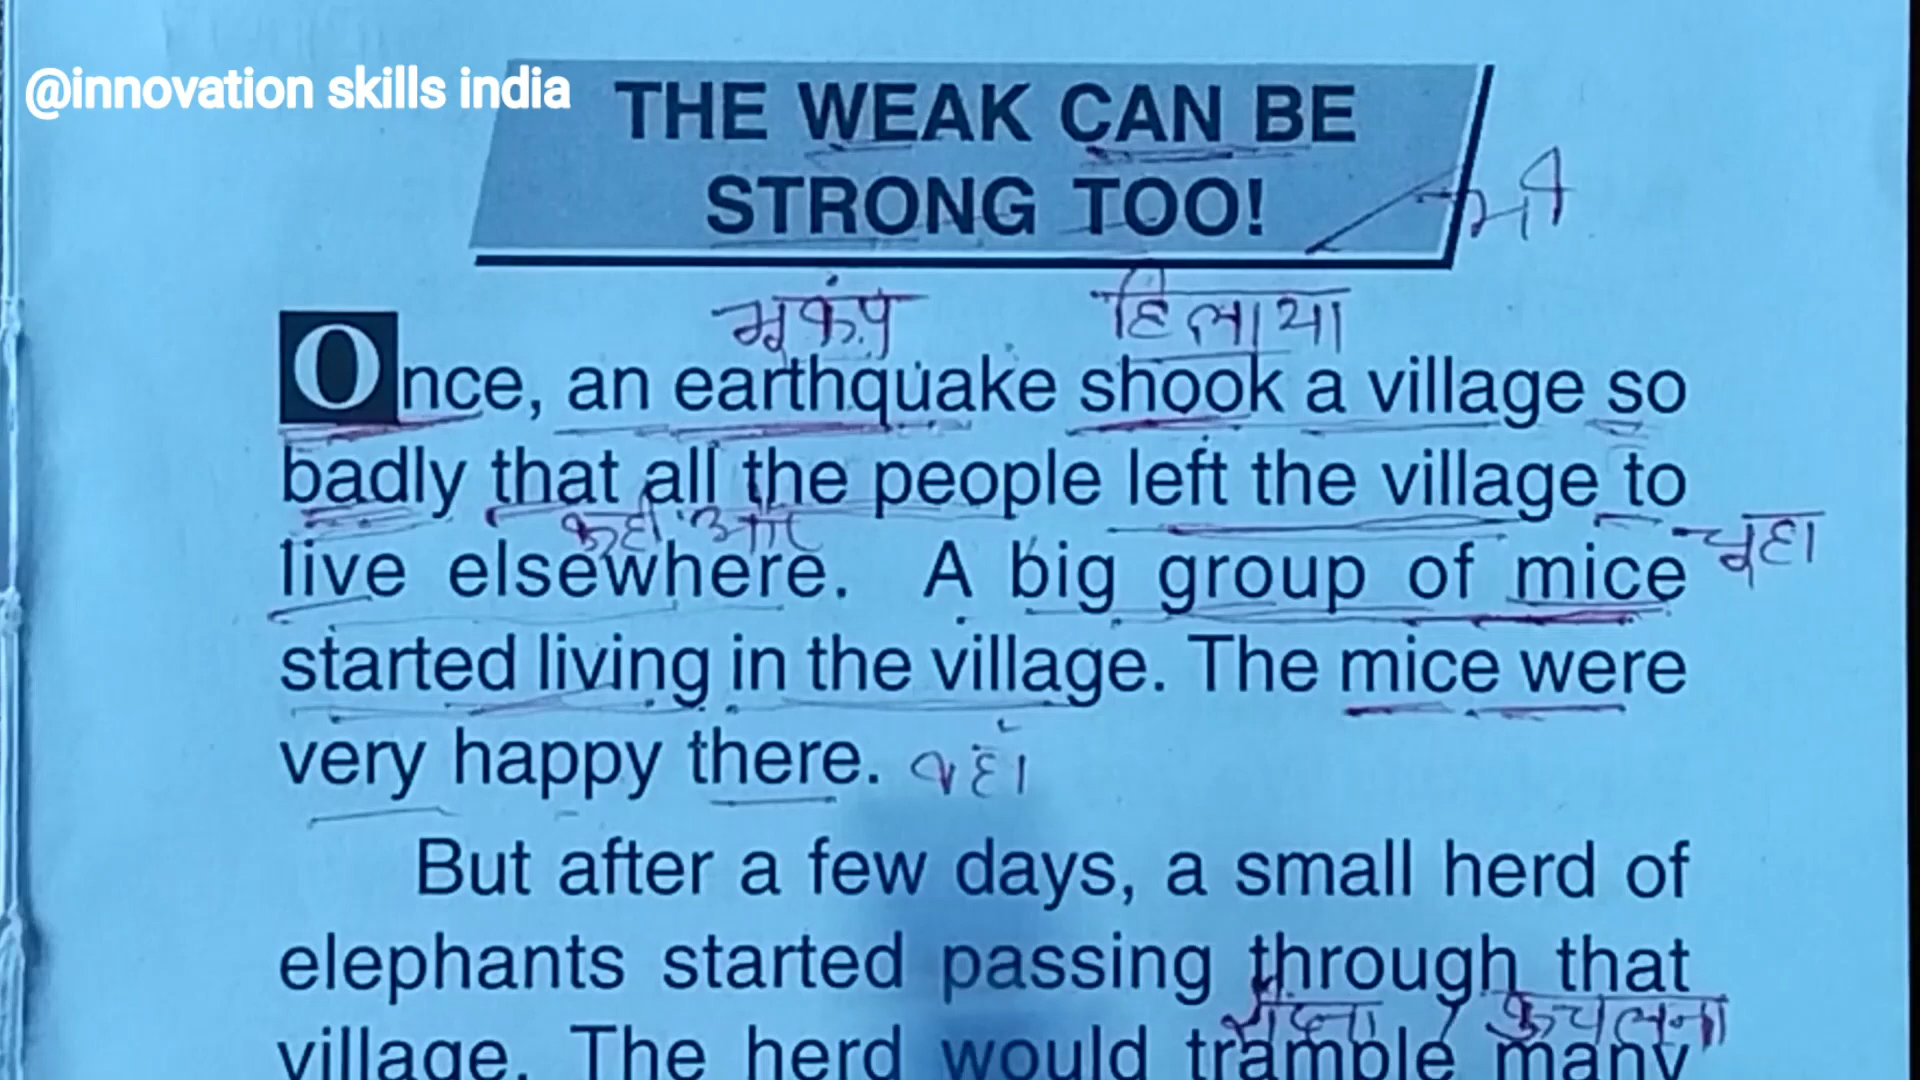 @innovation skills india
THE WEAK CAN BE
STRONG TOO!
भी
भूकंप हिलाया
Once, an earthquake shook a village so
badly that all the people left the village to
कहीं और
चूहा
live elsewhere. A big group of mice
started living in the village. The mice were
very happy there. वहाँ
But after a few days, a small herd of
elephants started passing through that
रौंदना / कुचलना
village. The herd would trample many